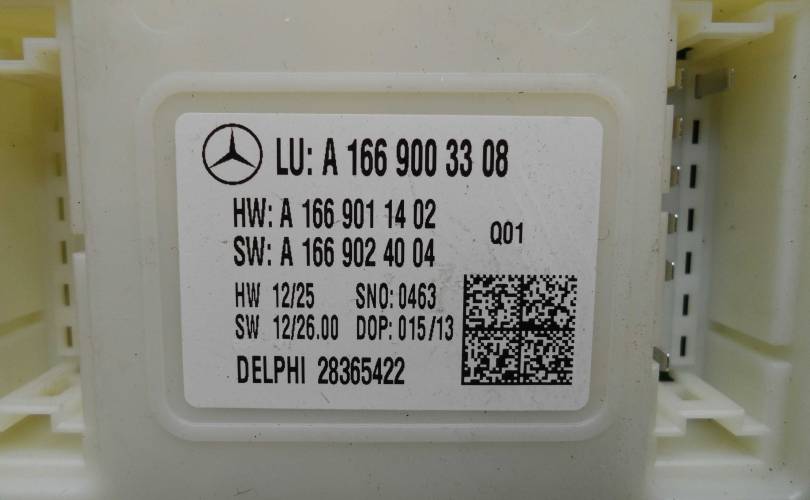 LU: A 166 900 33 08
HW: A 166 901 14 02
SW: A 166 902 40 04
Q01
HW 12/25 SNO: 0463
SW 12/26.00 DOP: 015/13
DELPHI 28365422